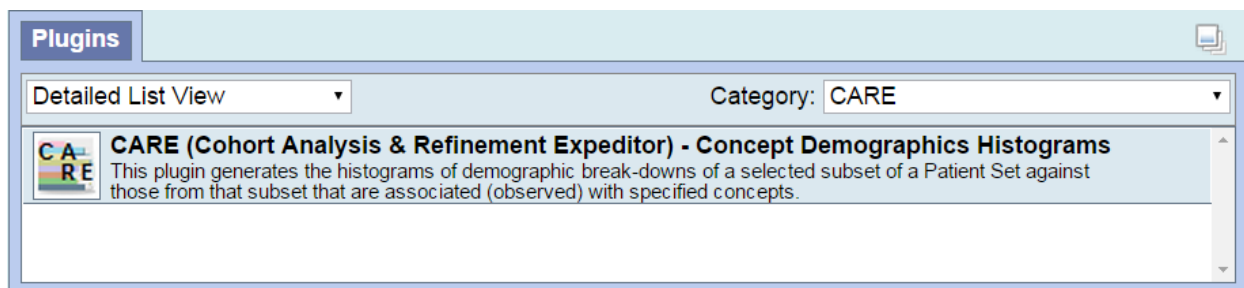 Plugins
Detailed List View
Category: CARE
CARE
CARE (Cohort Analysis & Refinement Expeditor) - Concept Demographics Histograms
This plugin generates the histograms of demographic break-downs of a selected subset of a Patient Set against
those from that subset that are associated (observed) with specified concepts.